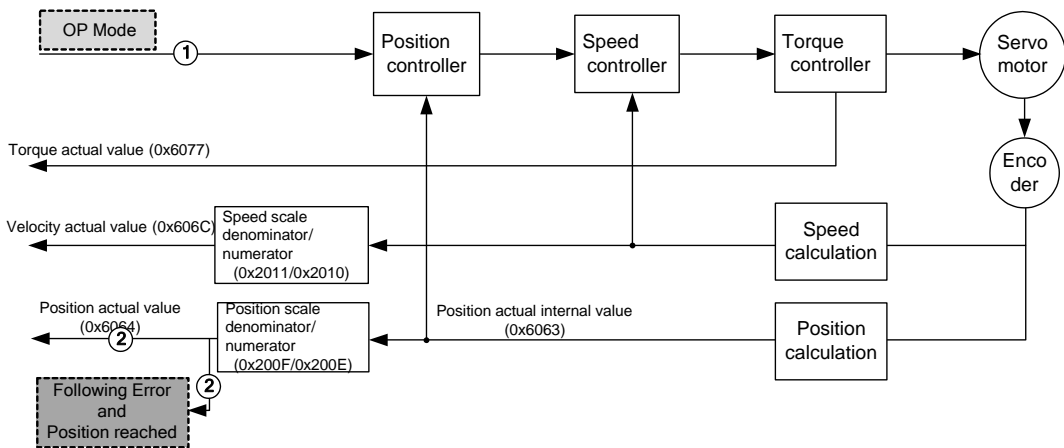 OP Mode
1
Position
controller
Speed
controller
Torque
controller
Servo
motor
Torque actual value (0x6077)
Enco
der
Velocity actual value (0x606C)
Speed scale
denominator/
numerator
(0x2011/0x2010)
Speed
calculation
Position actual value
(0x6064)
2
Position scale
denominator/
numerator
(0x200F/0x200E)
Position actual internal value
(0x6063)
Position
calculation
2
Following Error
and
Position reached